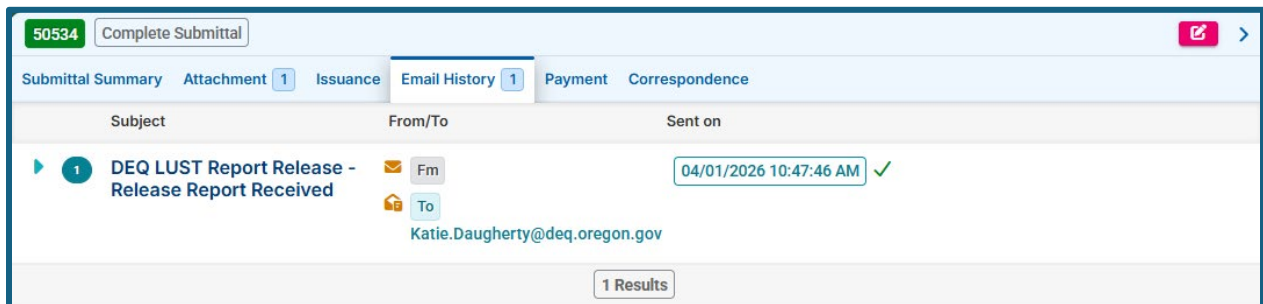 50534 Complete Submittal
Submittal Summary Attachment 1 Issuance Email History 1 Payment Correspondence
Subject From/To Sent on
1 DEQ LUST Report Release - Fm 04/01/2026 10:47:46 AM
Release Report Received To
Katie.Daugherty@deq.oregon.gov
1 Results